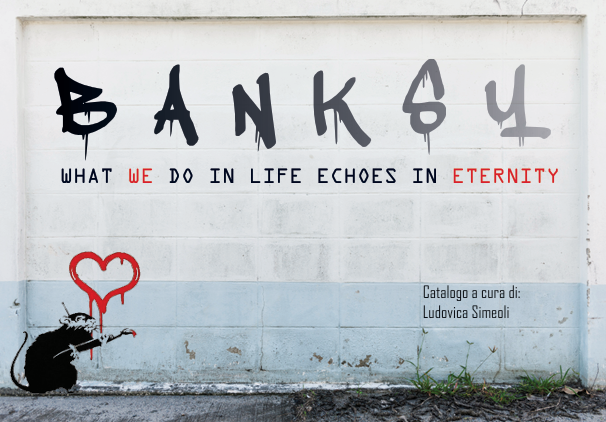 BANKSY
WHAT WE DO IN LIFE ECHOES IN ETERNITY
Catalogo a cura di:
Ludovica Simeoli